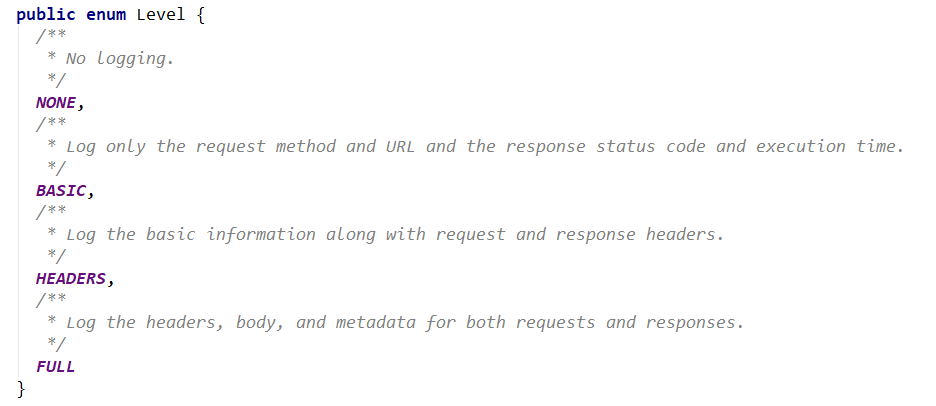 public enum Level {
/**
* No logging.
*/
NONE,
/**
* Log only the request method and URL and the response status code and execution time.
*/
BASIC,
/**
* Log the basic information along with request and response headers.
*/
HEADERS,
/**
* Log the headers, body, and metadata for both requests and responses.
*/
FULL
}